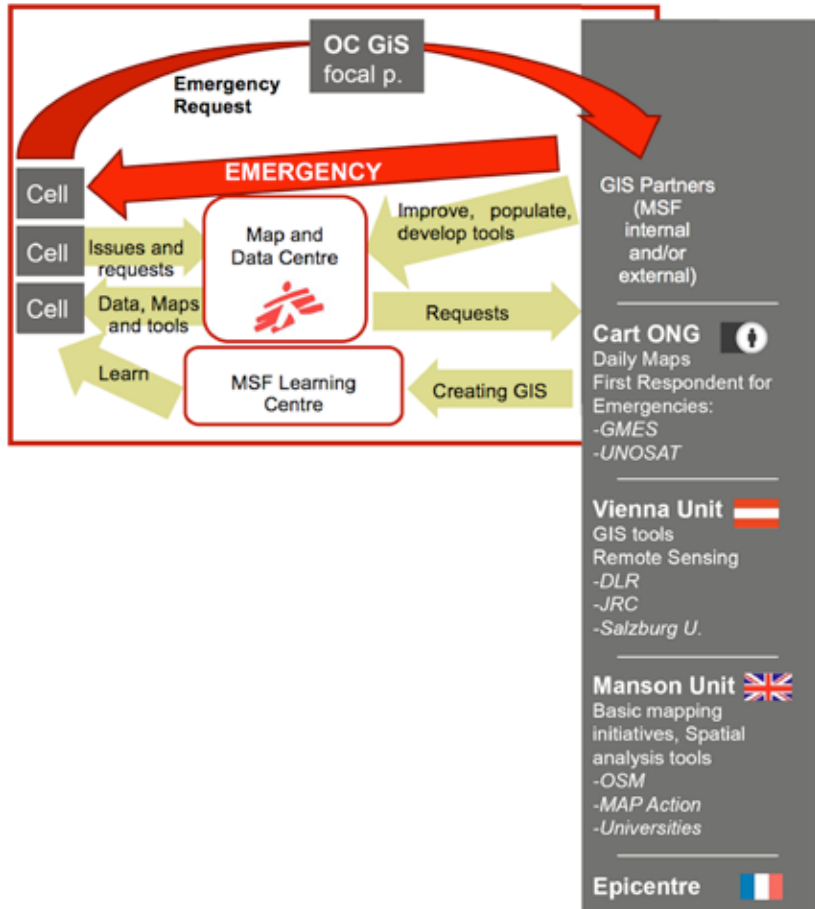 OC GiS
focal p.
Emergency
Request
EMERGENCY
Cell
Cell
Cell
Issues and
requests
Data, Maps
and tools
Learn
Map and
Data Centre
MSF Learning
Centre
Improve, populate,
develop tools
Requests
Creating GIS
GIS Partners
(MSF
internal
and/or
external)
Cart ONG
Daily Maps
First Respondent for
Emergencies:
-GMES
-UNOSAT
Vienna Unit
GIS tools
Remote Sensing
-DLR
-JRC
-Salzburg U.
Manson Unit
Basic mapping
initiatives, Spatial
analysis tools
-OSM
-MAP Action
-Universities
Epicentre